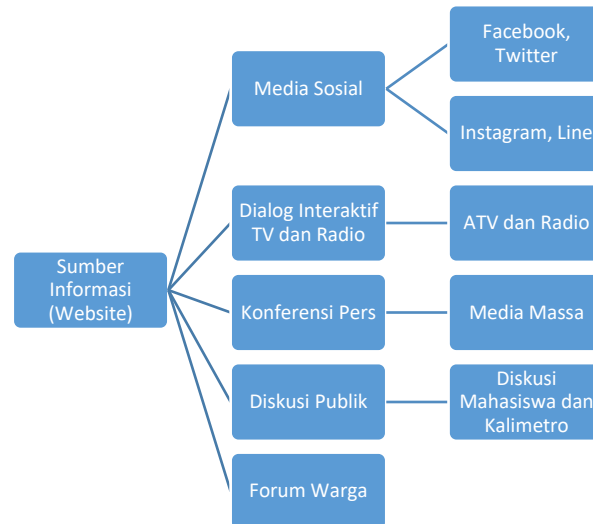 Facebook,
Twitter
Media Sosial
Instagram, Line
Dialog Interaktif
TV dan Radio
ATV dan Radio
Sumber
Informasi
(Website)
Konferensi Pers
Media Massa
Diskusi Publik
Diskusi
Mahasiswa dan
Kalimetro
Forum Warga